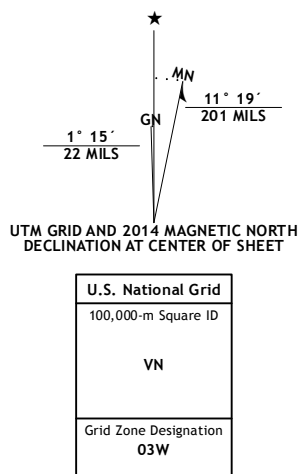 ★
MN
GN
11° 19´
201 MILS
1° 15´
22 MILS
UTM GRID AND 2014 MAGNETIC NORTH
DECLINATION AT CENTER OF SHEET
U.S. National Grid
100,000-m Square ID
VN
Grid Zone Designation
03W